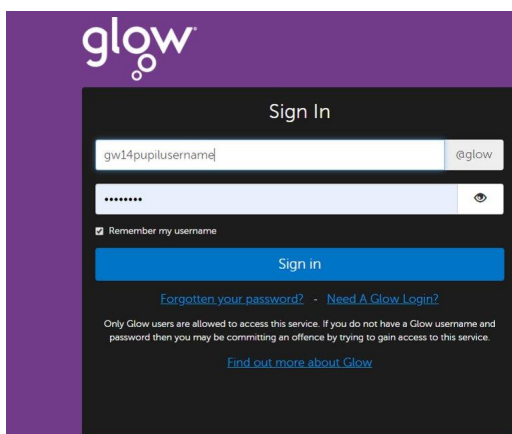 glow
Sign In
gw14pupilusername
@glow
••••••••
Remember my username
Sign in
Forgotten your password? - Need A Glow Login?
Only Glow users are allowed to access this service. If you do not have a Glow username and
password then you may be committing an offence by trying to gain access to this service.
Find out more about Glow